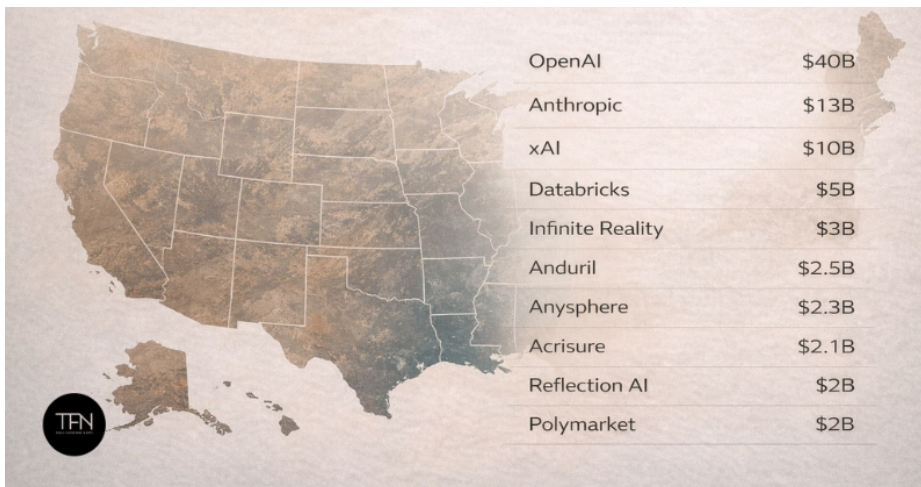 OpenAI $40B
Anthropic $13B
xAI $10B
Databricks $5B
Infinite Reality $3B
Anduril $2.5B
Anysphere $2.3B
Acrisure $2.1B
Reflection AI $2B
Polymarket $2B
TFN